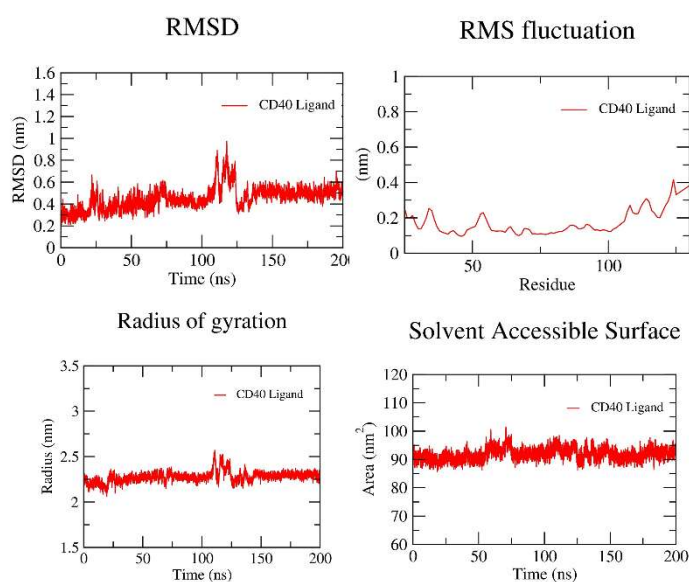 RMSD
1.6
1.4
1.2
1
0.8
0.6
0.4
0.2
0
RMSD (nm)
CD40 Ligand
0 50 100 150 200
Time (ns)
RMS fluctuation
1
0.8
0.6
0.4
0.2
0
(nm)
CD40 Ligand
50 100
Residue
Radius of gyration
3.5
3
2.5
2
1.5
Radius (nm)
CD40 Ligand
0 50 100 150 200
Time (ns)
Solvent Accessible Surface
120
110
100
90
80
70
60
Area (nm²)
CD40 Ligand
0 50 100 150 200
Time (ns)